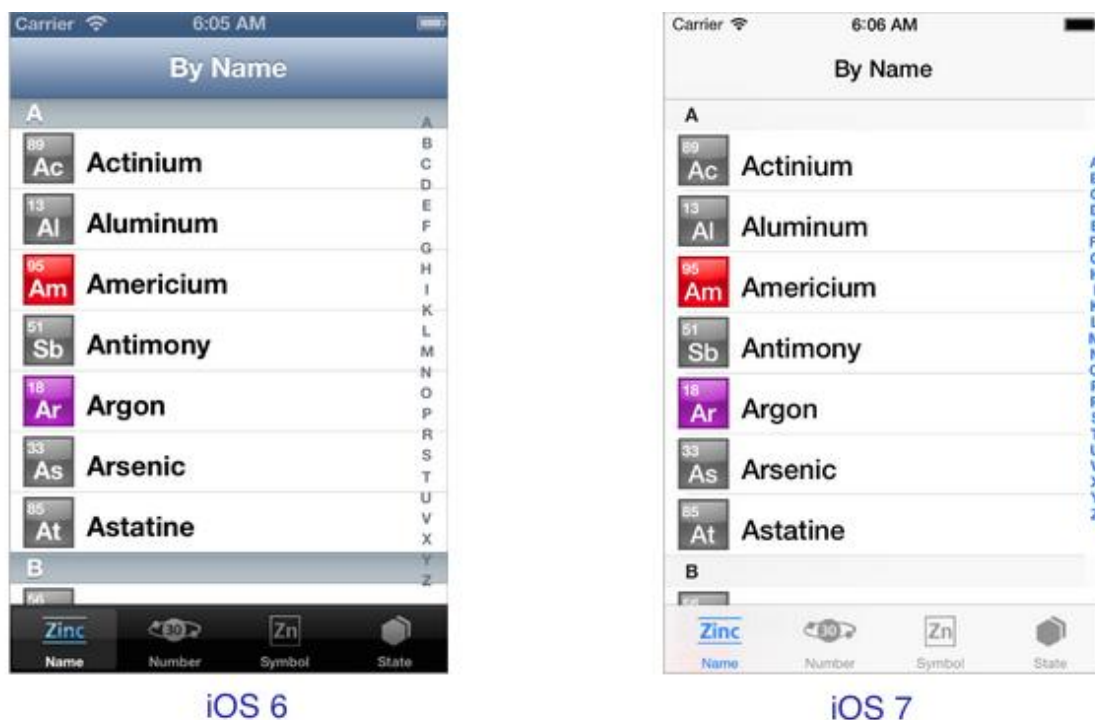 Carrier 6:05 AM
By Name
A
89
Ac Actinium
13
Al Aluminum
95
Am Americium
51
Sb Antimony
18
Ar Argon
33
As Arsenic
85
At Astatine
B
A
B
C
D
E
F
G
H
I
K
L
M
N
O
P
R
S
T
U
V
X
Y
Z
Zinc 30 Zn
Name Number Symbol State
iOS 6
Carrier 6:06 AM
By Name
A
89
Ac Actinium
13
Al Aluminum
95
Am Americium
51
Sb Antimony
18
Ar Argon
33
As Arsenic
85
At Astatine
B
Zinc 30 Zn
Name Number Symbol State
iOS 7